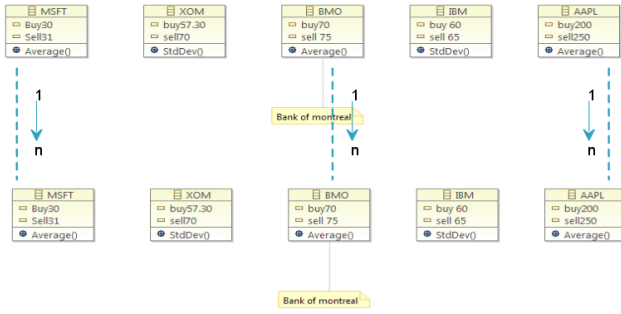 MSFT
Buy30
Sell31
Average()
XOM
buy57.30
sell70
StdDev()
BMO
buy70
sell 75
Average()
IBM
buy 60
sell 65
StdDev()
AAPL
buy200
sell250
Average()
1
n
1
n
1
n
Bank of montreal
MSFT
Buy30
Sell31
Average()
XOM
buy57.30
sell70
StdDev()
BMO
buy70
sell 75
Average()
IBM
buy 60
sell 65
StdDev()
AAPL
buy200
sell250
Average()
Bank of montreal